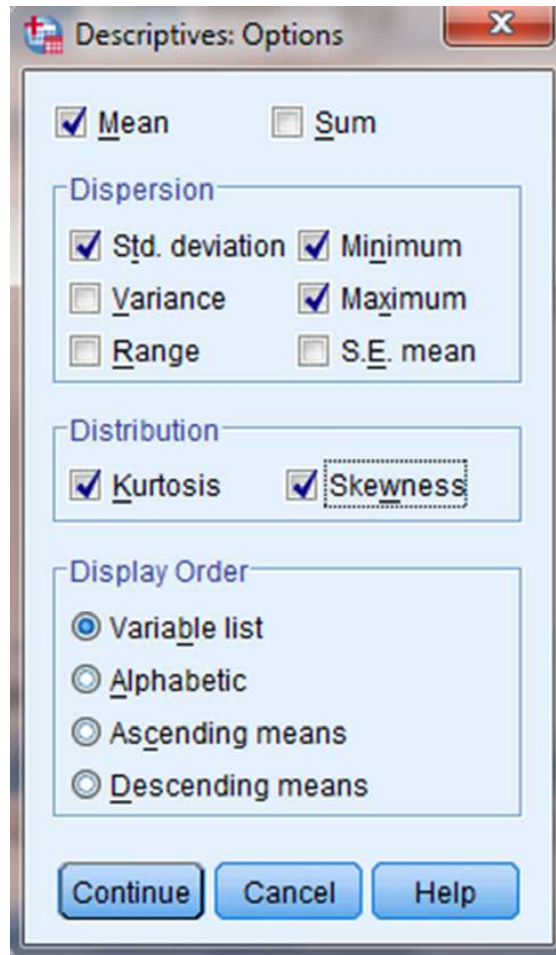 Descriptives: Options
Mean Sum
Dispersion
Std. deviation Minimum
Variance Maximum
Range S.E. mean
Distribution
Kurtosis Skewness
Display Order
Variable list
Alphabetic
Ascending means
Descending means
Continue Cancel Help